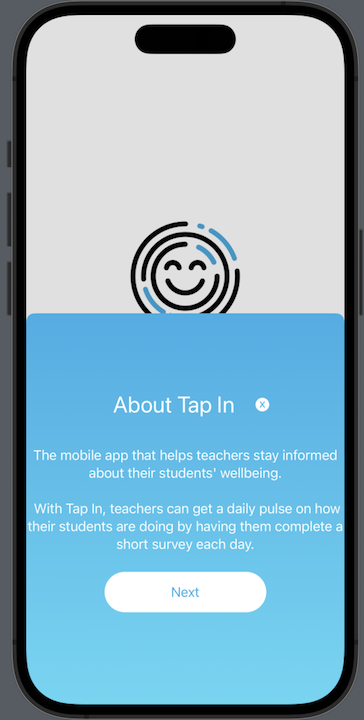 About Tap In
X
The mobile app that helps teachers stay informed
about their students' wellbeing.
With Tap In, teachers can get a daily pulse on how
their students are doing by having them complete a
short survey each day.
Next